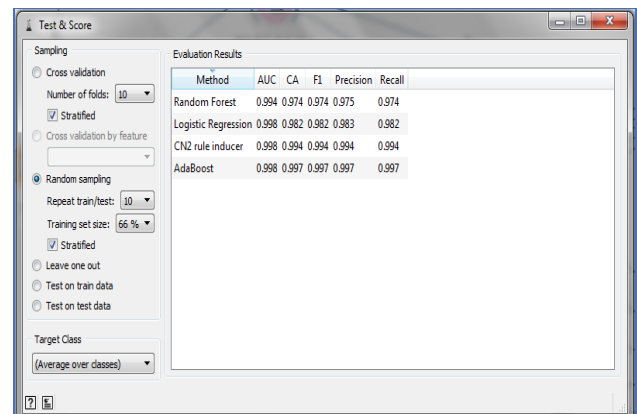 Test & Score
Sampling
Cross validation
Number of folds: 10
Stratified
Cross validation by feature
Random sampling
Repeat train/test: 10
Training set size: 66 %
Stratified
Leave one out
Test on train data
Test on test data
Target Class
(Average over classes)
Evaluation Results
Method AUC CA F1 Precision Recall
Random Forest 0.994 0.974 0.974 0.975 0.974
Logistic Regression 0.998 0.982 0.982 0.983 0.982
CN2 rule inducer 0.998 0.994 0.994 0.994 0.994
AdaBoost 0.998 0.997 0.997 0.997 0.997
?